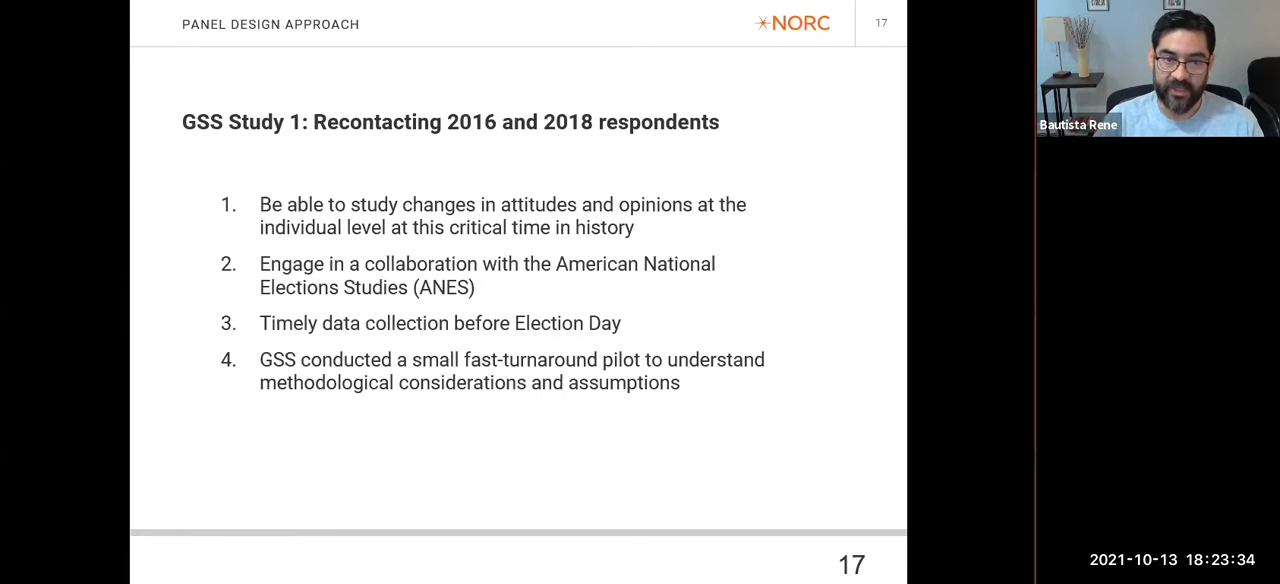 PANEL DESIGN APPROACH
NORC
17
GSS Study 1: Recontacting 2016 and 2018 respondents
1. Be able to study changes in attitudes and opinions at the
individual level at this critical time in history
2. Engage in a collaboration with the American National
Elections Studies (ANES)
3. Timely data collection before Election Day
4. GSS conducted a small fast-turnaround pilot to understand
methodological considerations and assumptions
17
Bautista Rene
2021-10-13 18:23:34